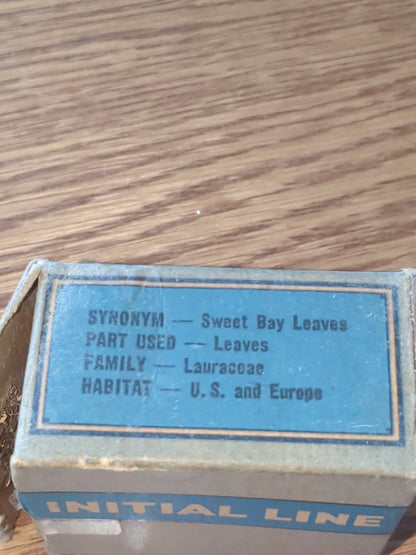 SYNONYM — Sweet Bay Leaves
PART USED — Leaves
FAMILY — Lauraceae
HABITAT — U. S. and Europe
INITIAL LINE